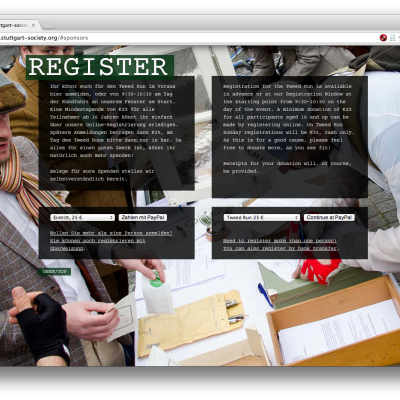 tgart-socie
stuttgart-society.org/#sponsors
REGISTER
Ihr könnt euch für den Tweed Run im Voraus
hier anmelden, oder von 9:30-10:30 am Tag
der Rundfahrt an unserem Fenster am Start.
Eine Mindestspende von €25 für alle
Teilnehmer ab 16 Jahren könnt ihr einfach
über unsere Online-Registrierung erledigen.
Spätere Anmeldungen betragen dann €35, am
Tag des Tweed Runs bitte dann nur in Bar. Da
alles für einen guten Zweck ist, könnt ihr
natürlich auch mehr spenden!
Belege für eure Spenden stellen wir
selbstverständlich bereit.
Eintritt, 25 €
Zahlen mit PayPal
Wollen Sie mehr als eine Person anmelden?
Sie können auch registrieren mit
Überweisung.
OBEN/TOP
Registration for the Tweed Run is available
in advance or at our Registration Window at
the starting point from 9:30-10:30 on the
day of the event. A minimum donation of €25
for all participants aged 16 and up can be
made by registering online. On Tweed Run
Sunday registrations will be €35, cash only.
As this is for a good cause, please feel
free to donate more, as you see fit!
Receipts for your donation will, of course,
be provided.
Tweed Run 25 €
Continue at PayPal
Need to register more than one person?
You can also register by bank transfer.